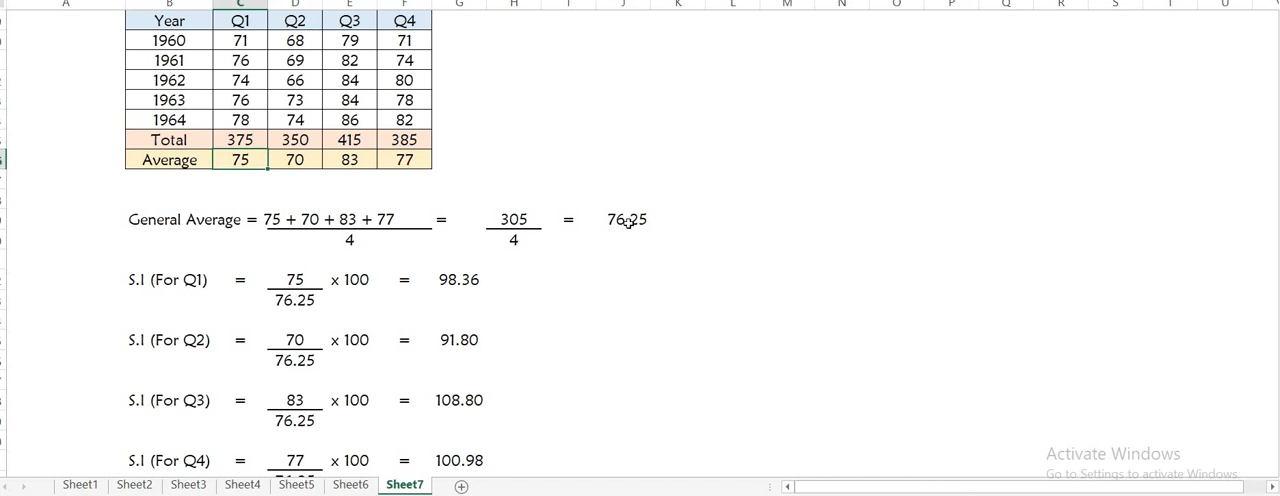 A B C D E F G H I J K L M N O P Q R S T U
Year Q1 Q2 Q3 Q4
1960 71 68 79 71
1961 76 69 82 74
1962 74 66 84 80
1963 76 73 84 78
1964 78 74 86 82
Total 375 350 415 385
Average 75 70 83 77
General Average = 75 + 70 + 83 + 77 = 305 = 76.25
4 4
S.I (For Q1) = 75 x 100 = 98.36
76.25
S.I (For Q2) = 70 x 100 = 91.80
76.25
S.I (For Q3) = 83 x 100 = 108.80
76.25
S.I (For Q4) = 77 x 100 = 100.98
Activate Windows
Go to Settings to activate Windows.
Sheet1 Sheet2 Sheet3 Sheet4 Sheet5 Sheet6 Sheet7